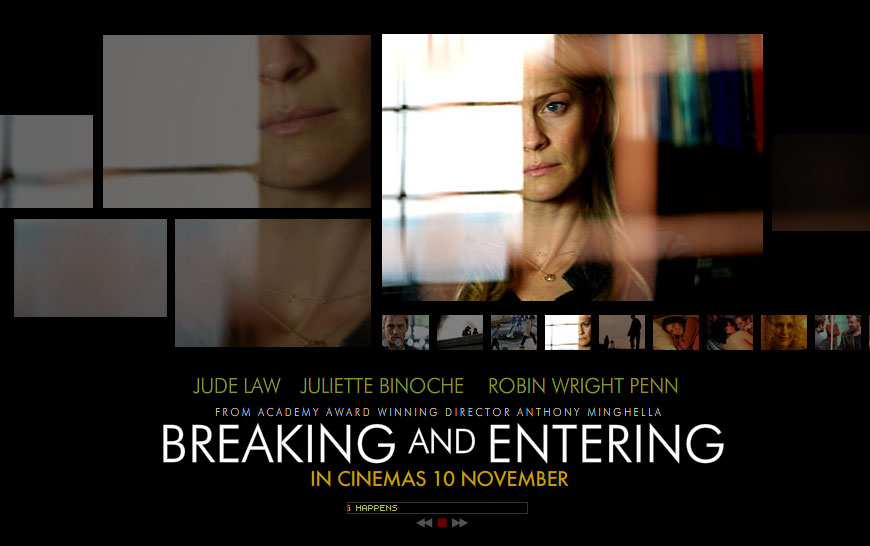 JUDE LAW JULIETTE BINOCHE ROBIN WRIGHT PENN
FROM ACADEMY AWARD WINNING DIRECTOR ANTHONY MINGHELLA
BREAKING AND ENTERING
IN CINEMAS 10 NOVEMBER
HAPPENS